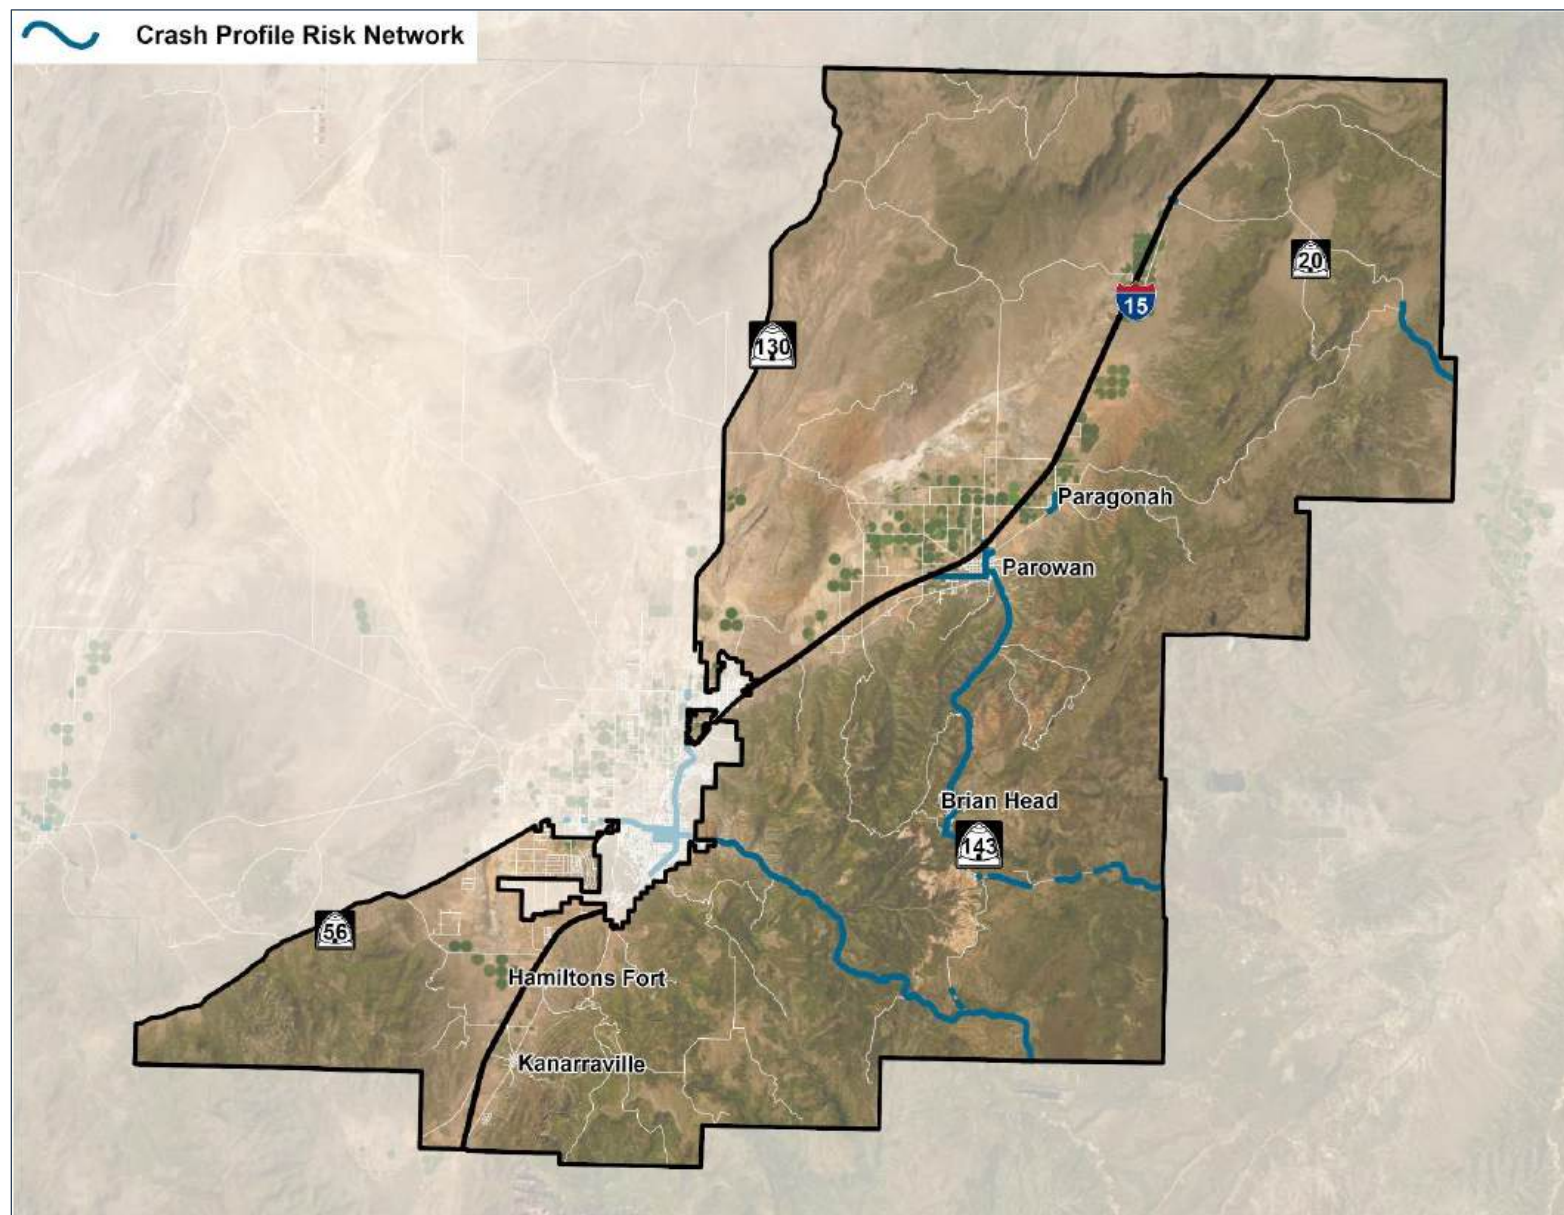 Crash Profile Risk Network
20
15
130
Paragonah
Parowan
Brian Head
143
56
Hamiltons Fort
Kanarraville